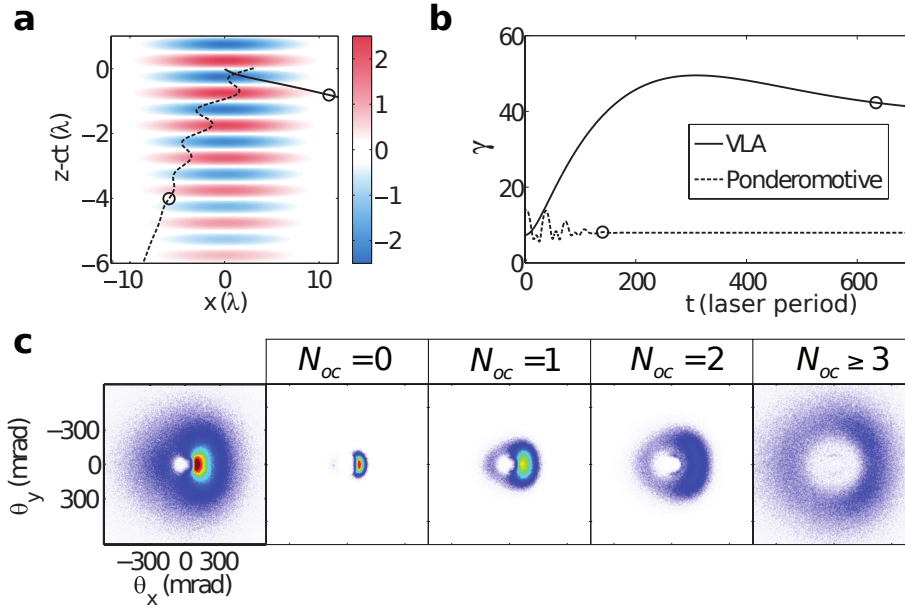 a
z-ct (λ)
0
−2
−4
−6
−10
0
10
x (λ)
2
1
0
−1
−2
b
γ
60
40
20
0
0
200
400
600
t (laser period)
VLA
Ponderomotive
c
N_oc =0
N_oc =1
N_oc =2
N_oc ≥ 3
θ_y (mrad)
−300
0
300
−300 0 300
θ_x (mrad)